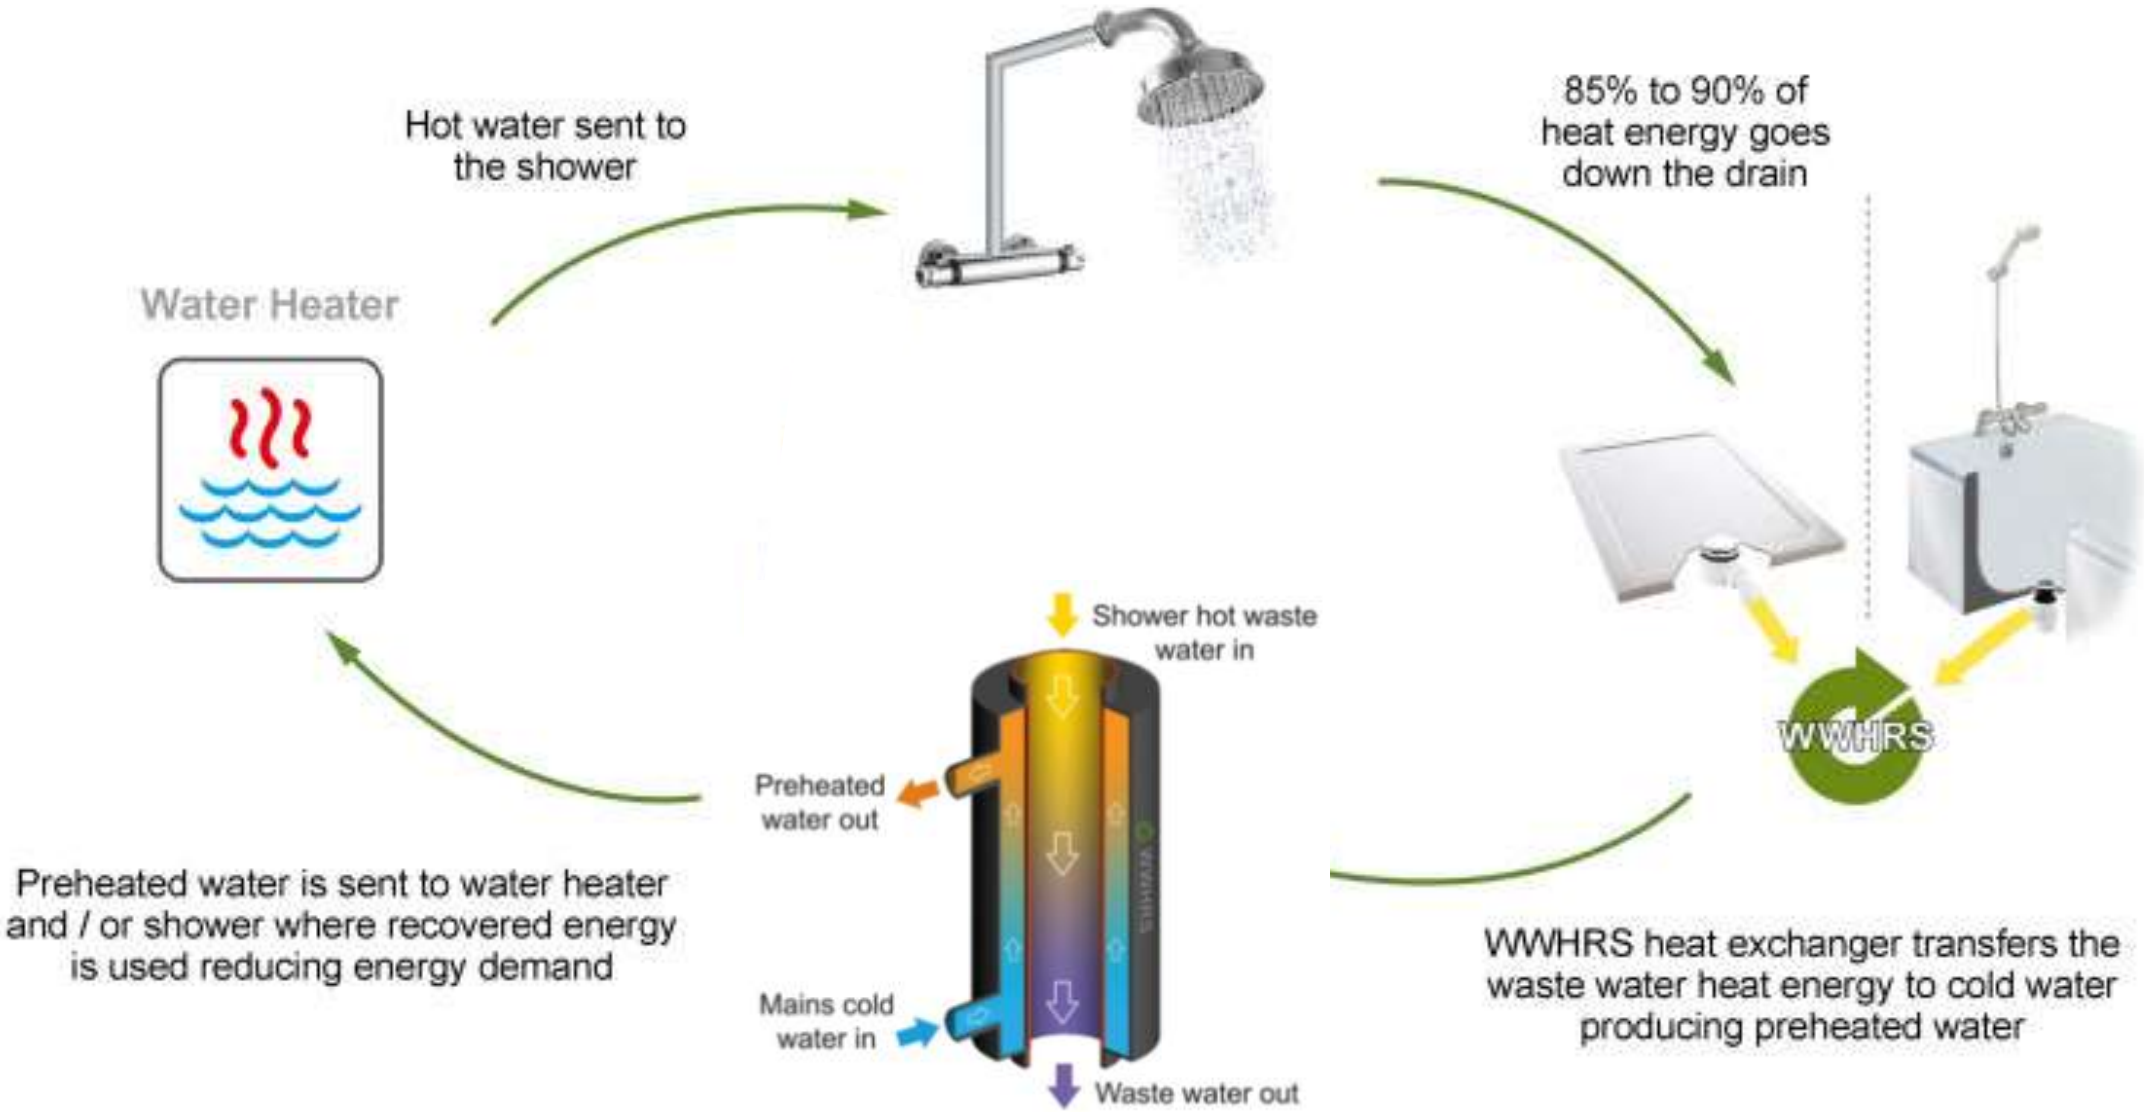 Hot water sent to
the shower
85% to 90% of
heat energy goes
down the drain
Water Heater
Shower hot waste
water in
WWHRS
Preheated
water out
WWHRS
Preheated water is sent to water heater
and / or shower where recovered energy
is used reducing energy demand
Mains cold
water in
WWHRS heat exchanger transfers the
waste water heat energy to cold water
producing preheated water
Waste water out